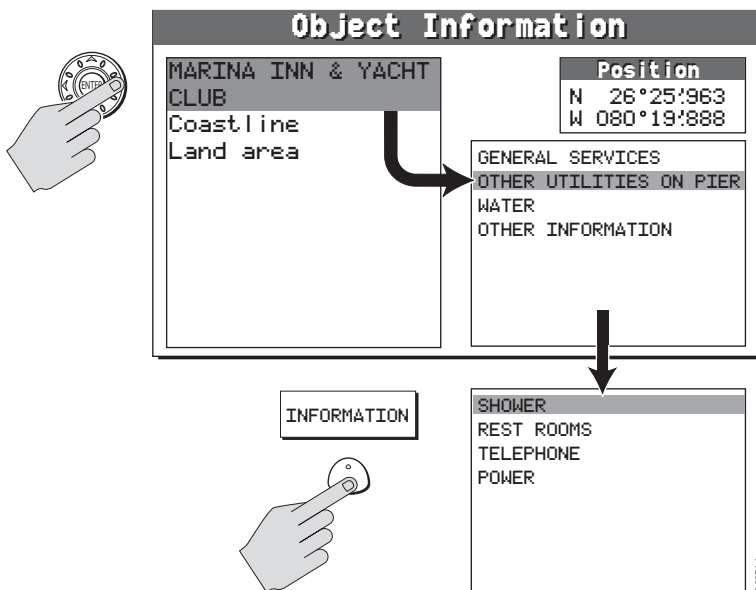 Object Information
ENTER
MARINA INN & YACHT
CLUB
Coastline
Land area
Position
N 26°25'.963
W 080°19'.888
GENERAL SERVICES
OTHER UTILITIES ON PIER
WATER
OTHER INFORMATION
INFORMATION
SHOWER
REST ROOMS
TELEPHONE
POWER